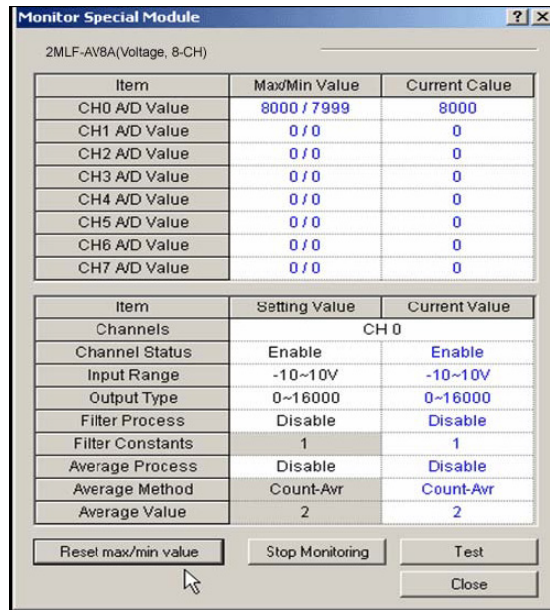 Monitor Special Module
2MLF-AV8A(Voltage, 8-CH)
Item Max/Min Value Current Calue
CH0 A/D Value 8000 / 7999 8000
CH1 A/D Value 0 / 0 0
CH2 A/D Value 0 / 0 0
CH3 A/D Value 0 / 0 0
CH4 A/D Value 0 / 0 0
CH5 A/D Value 0 / 0 0
CH6 A/D Value 0 / 0 0
CH7 A/D Value 0 / 0 0
Item Setting Value Current Value
Channels CH 0
Channel Status Enable Enable
Input Range -10~10V -10~10V
Output Type 0~16000 0~16000
Filter Process Disable Disable
Filter Constants 1 1
Average Process Disable Disable
Average Method Count-Avr Count-Avr
Average Value 2 2
Reset max/min value Stop Monitoring Test
Close